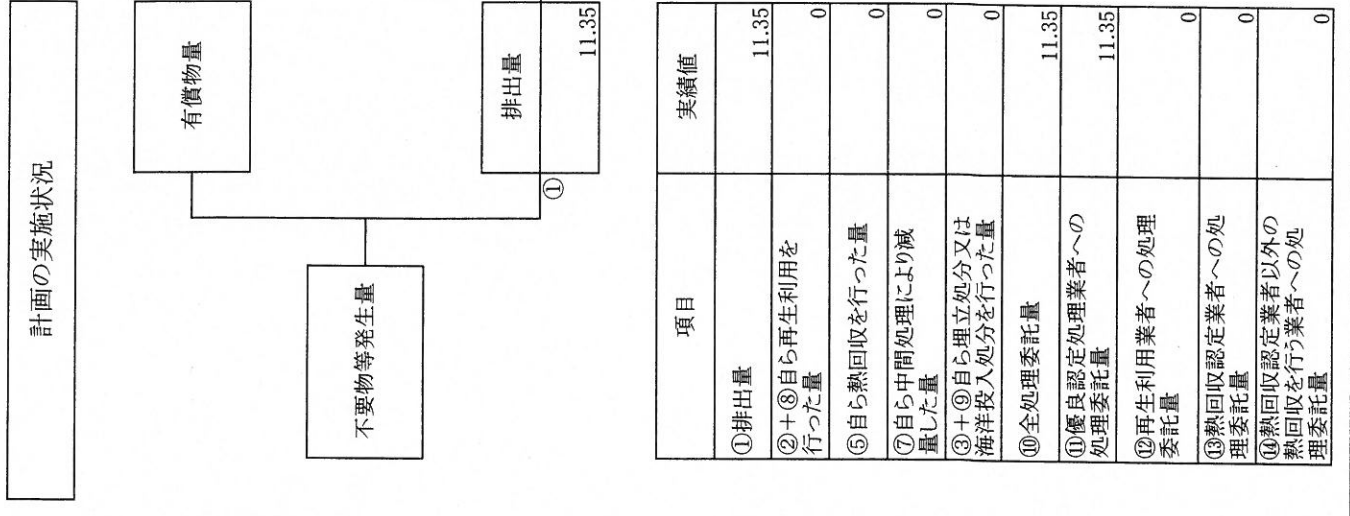 計画の実施状況
有償物量
不要物等発生量
①
排出量
11.35
項目
実績値
①排出量
11.35
②+⑧自ら再生利用を
行った量
0
⑤自ら熱回収を行った量
0
⑦自ら中間処理により減
量した量
0
③+⑨自ら埋立処分又は
海洋投入処分を行った量
0
⑩全処理委託量
11.35
⑪優良認定処理業者への
処理委託量
11.35
⑫再生利用業者への処理
委託量
0
⑬熱回収認定業者への処
理委託量
0
⑭熱回収認定業者以外の
熱回収を行う業者への処
理委託量
0